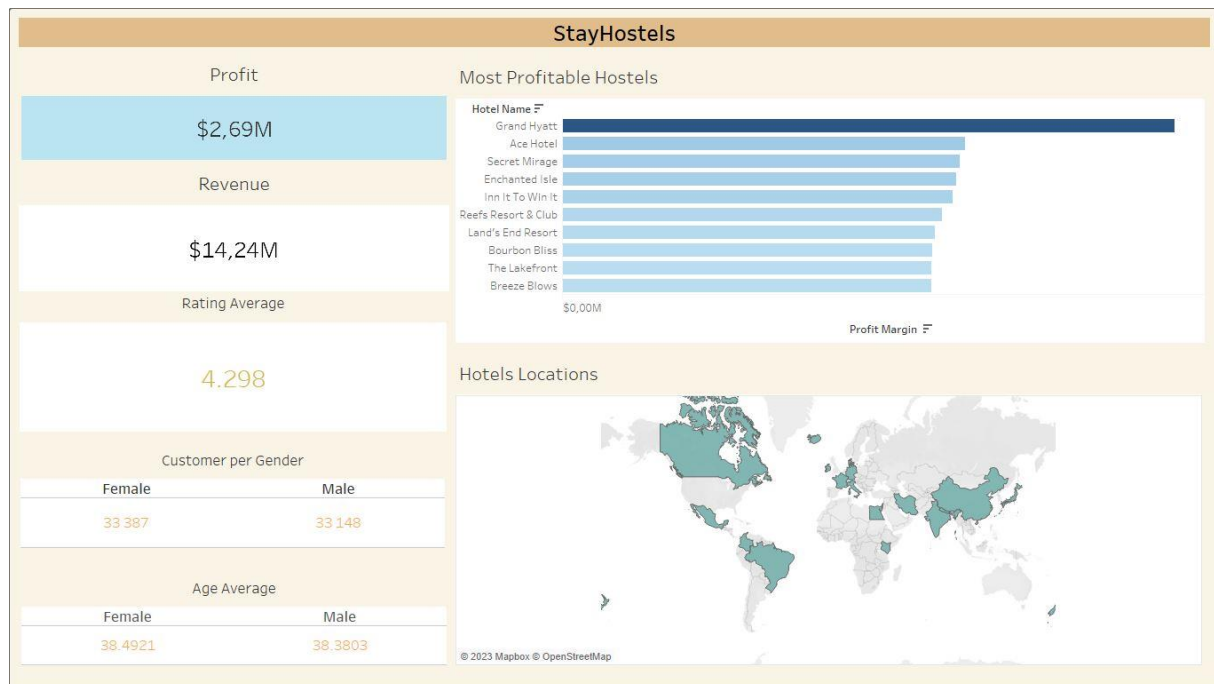 StayHostels
Profit
$2,69M
Revenue
$14,24M
Rating Average
4.298
Customer per Gender
Female Male
33 387 33 148
Age Average
Female Male
38.4921 38.3803
Most Profitable Hostels
Hotel Name
Grand Hyatt
Ace Hotel
Secret Mirage
Enchanted Isle
Inn It To Win It
Reefs Resort & Club
Land's End Resort
Bourbon Bliss
The Lakefront
Breeze Blows
$0,00M
Profit Margin
Hotels Locations
© 2023 Mapbox © OpenStreetMap